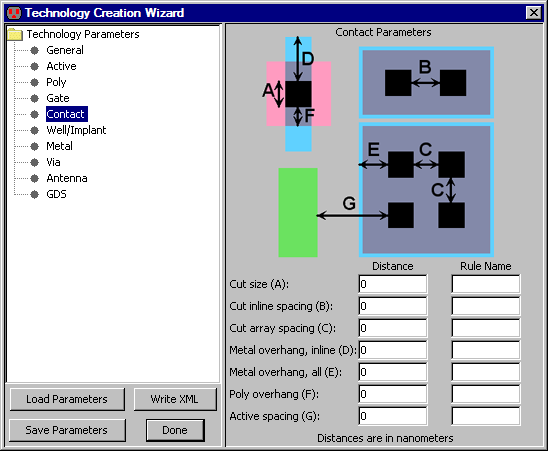 Technology Creation Wizard
Technology Parameters
General
Active
Poly
Gate
Contact
Well/Implant
Metal
Via
Antenna
GDS
Load Parameters Write XML
Save Parameters Done
Contact Parameters
D
A
F
B
E C
C
G
Distance Rule Name
Cut size (A): 0
Cut inline spacing (B): 0
Cut array spacing (C): 0
Metal overhang, inline (D): 0
Metal overhang, all (E): 0
Poly overhang (F): 0
Active spacing (G): 0
Distances are in nanometers